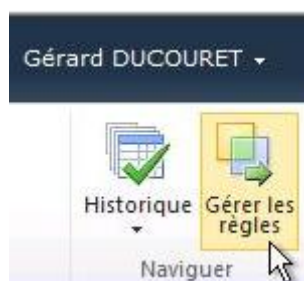 Gérard DUCOURET
Historique
Gérer les
règles
Naviguer